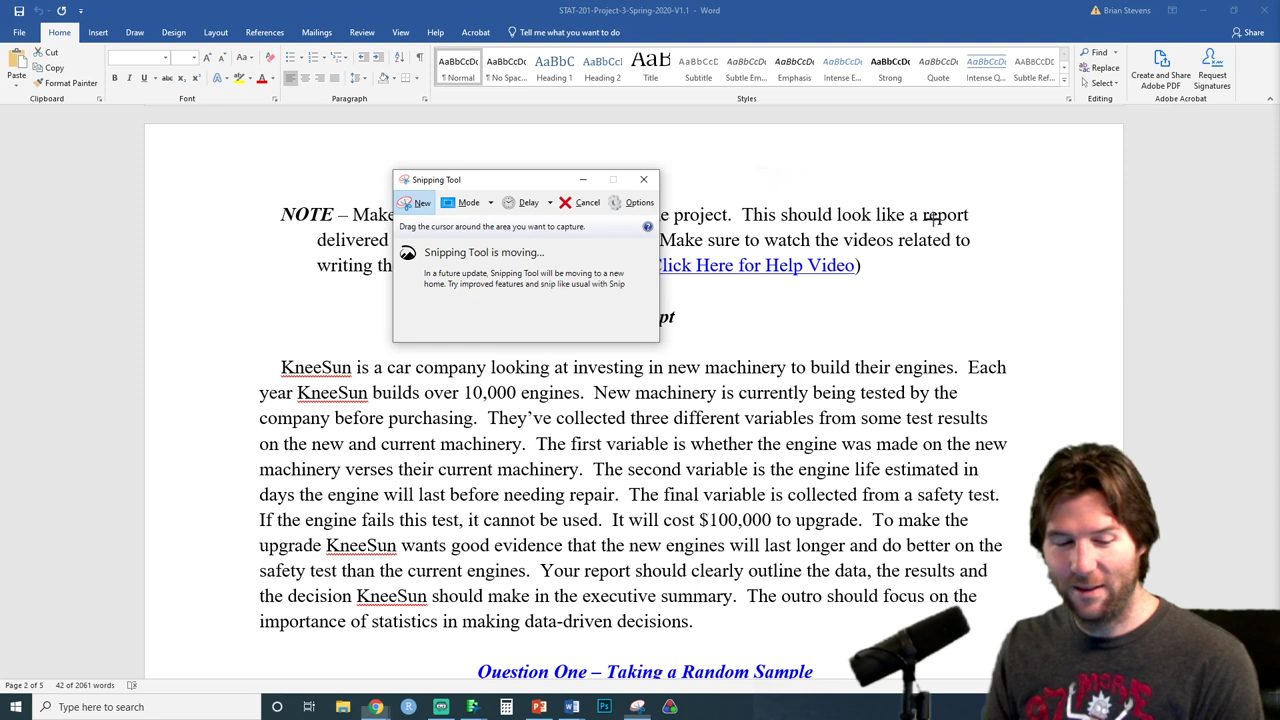 STAT-201-Project-3-Spring-2020-V1.1 - Word
Brian Stevens
File Home Insert Draw Design Layout References Mailings Review View Help Acrobat Tell me what you want to do Share
Paste
Cut
Copy
Format Painter
Clipboard
Font
Paragraph
AaBbCcDc AaBbCcDc AaBbC AaBbCcC AaB AaBbCcD AaBbCcDc AaBbCcDc AaBbCcDc AaBbCcDc AaBbCcDc AaBbCcDc AaBbCcDc
¶ Normal ¶ No Spac... Heading 1 Heading 2 Title Subtitle Subtle Em... Emphasis Intense E... Strong Quote Intense Q... Subtle Ref...
Styles
Find
Replace
Select
Editing
Create and Share Adobe PDF
Request Signatures
Adobe Acrobat
Snipping Tool
New Mode Delay Cancel Options
Drag the cursor around the area you want to capture.
Snipping Tool is moving...
In a future update, Snipping Tool will be moving to a new
home. Try improved features and snip like usual with Snip
NOTE – Make e project. This should look like a report
delivered Make sure to watch the videos related to
writing th lick Here for Help Video)
pt
KneeSun is a car company looking at investing in new machinery to build their engines. Each
year KneeSun builds over 10,000 engines. New machinery is currently being tested by the
company before purchasing. They've collected three different variables from some test results
on the new and current machinery. The first variable is whether the engine was made on the new
machinery verses their current machinery. The second variable is the engine life estimated in
days the engine will last before needing repair. The final variable is collected from a safety test.
If the engine fails this test, it cannot be used. It will cost $100,000 to upgrade. To make the
upgrade KneeSun wants good evidence that the new engines will last longer and do better on the
safety test than the current engines. Your report should clearly outline the data, the results and
the decision KneeSun should make in the executive summary. The outro should focus on the
importance of statistics in making data-driven decisions.
Question One – Taking a Random Sample
Page 2 of 5 42 of 2061 words
Type here to search